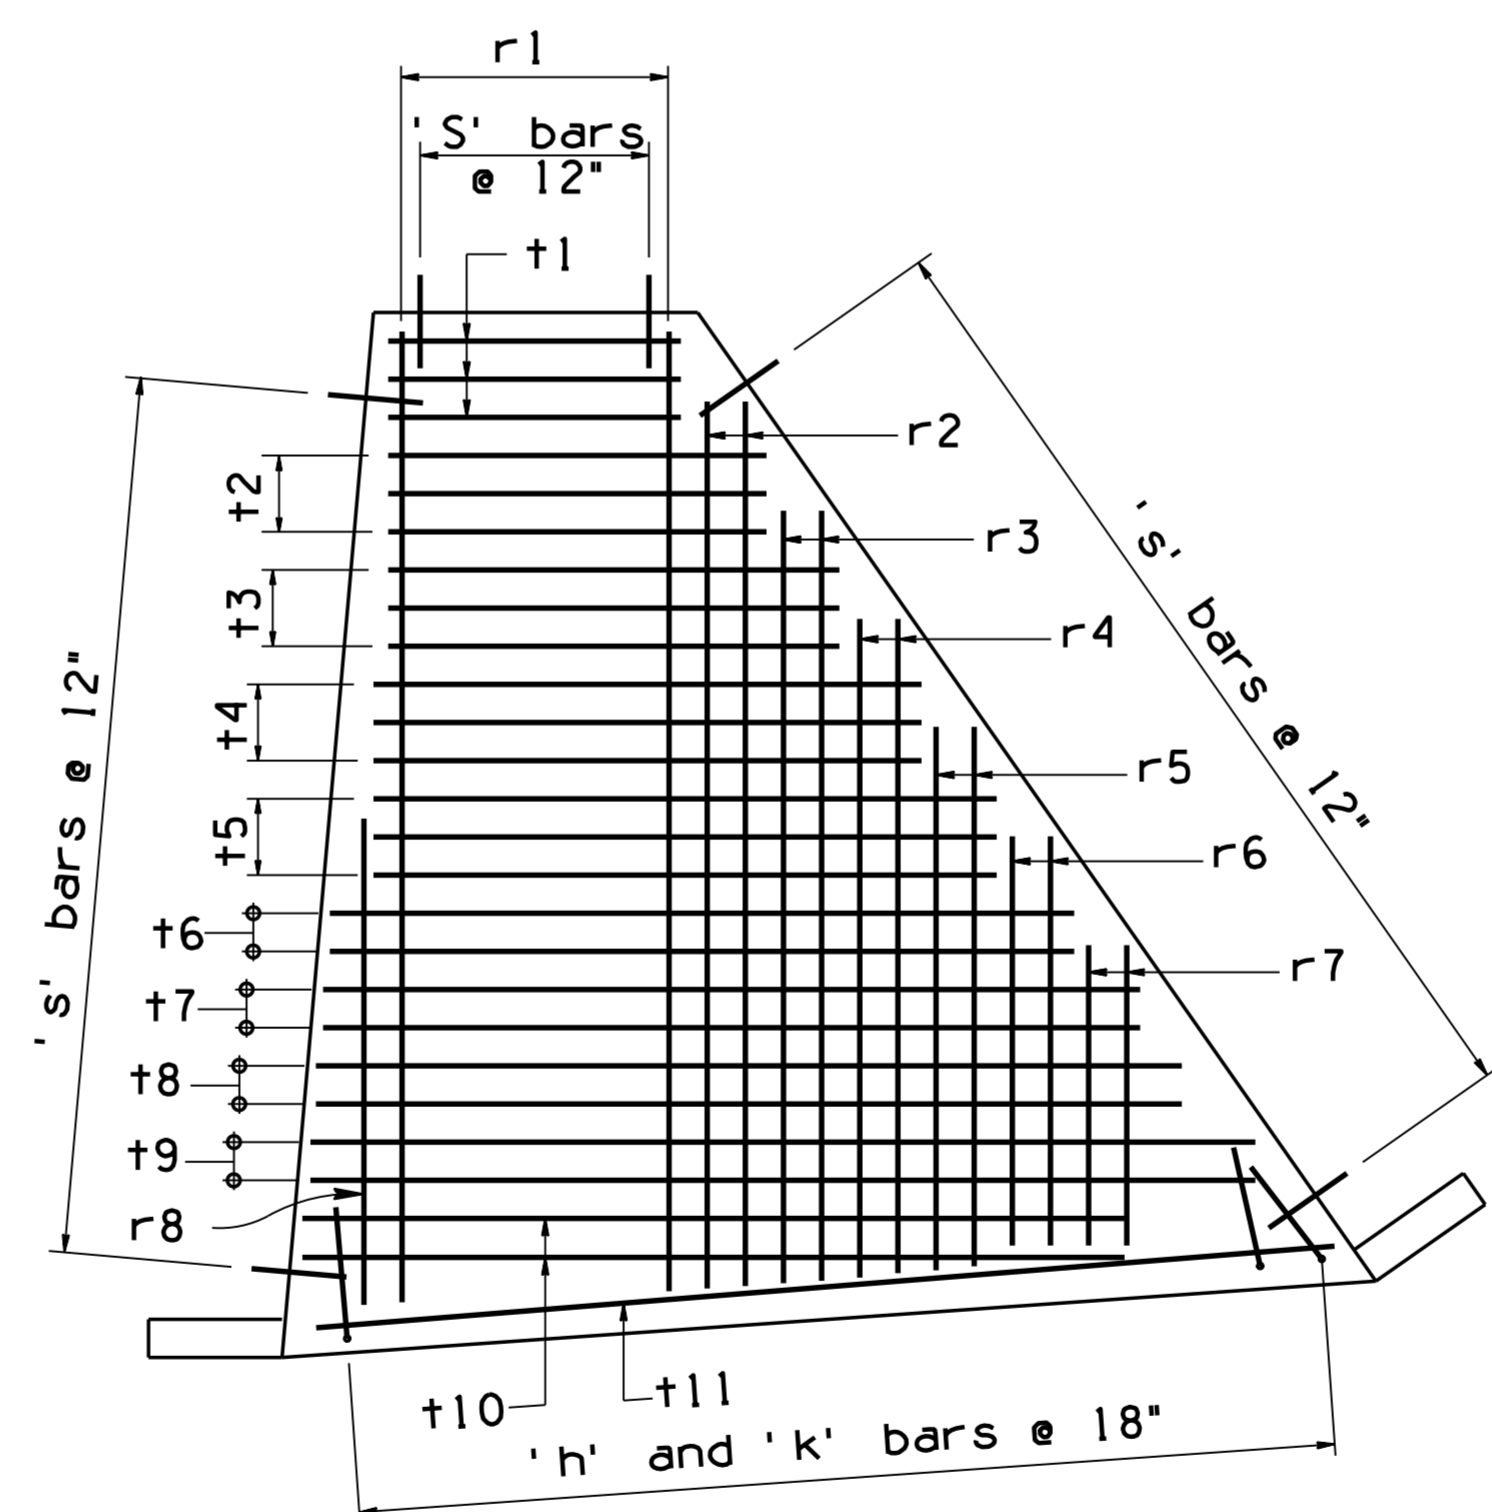 r1
'S' bars
@ 12"
t1
r2
t2
r3
's' bars @ 12"
t3
r4
t4
r5
's' bars @ 12"
t5
r6
t6
r7
t7
t8
t9
r8
t10
t11
'h' and 'k' bars @ 18"